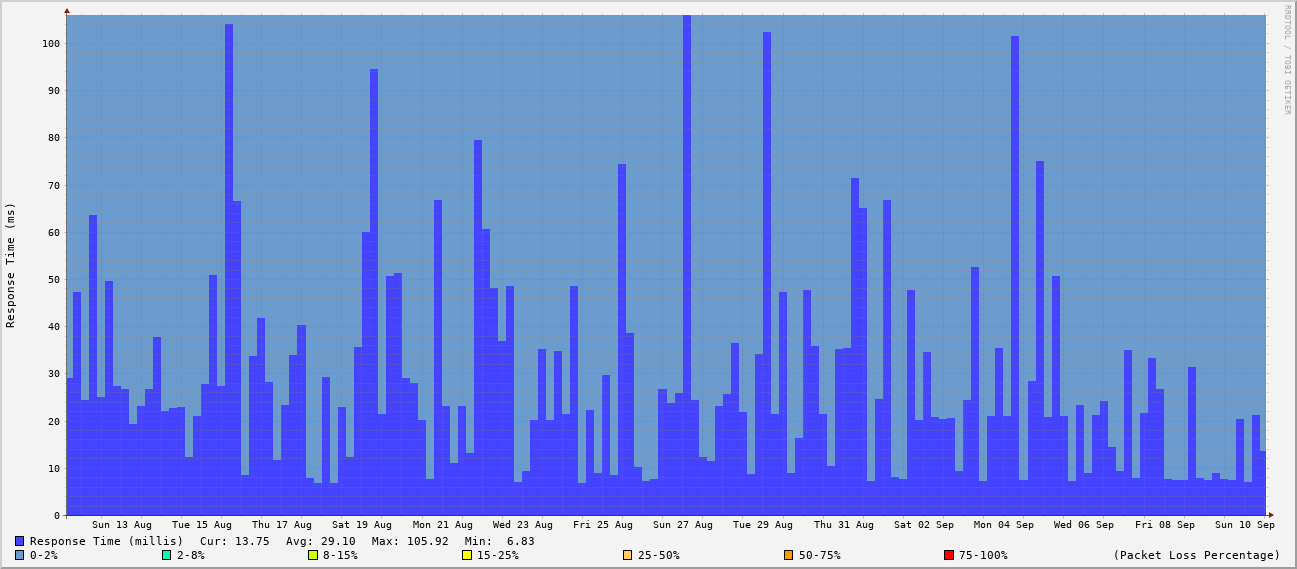 RRDTOOL / TOBI OETIKER
Response Time (ms)
100
90
80
70
60
50
40
30
20
10
0
Sun 13 Aug Tue 15 Aug Thu 17 Aug Sat 19 Aug Mon 21 Aug Wed 23 Aug Fri 25 Aug Sun 27 Aug Tue 29 Aug Thu 31 Aug Sat 02 Sep Mon 04 Sep Wed 06 Sep Fri 08 Sep Sun 10 Sep
Response Time (millis) Cur: 13.75 Avg: 29.10 Max: 105.92 Min: 6.83
0-2% 2-8% 8-15% 15-25% 25-50% 50-75% 75-100% (Packet Loss Percentage)